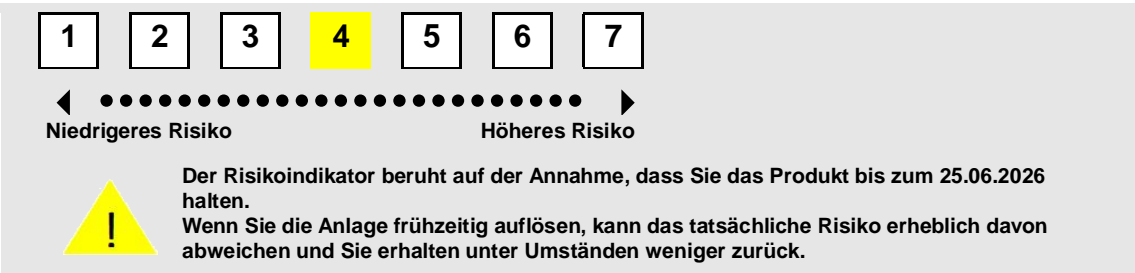 1 2 3 4 5 6 7
Niedrigeres Risiko Höheres Risiko
Der Risikoindikator beruht auf der Annahme, dass Sie das Produkt bis zum 25.06.2026
halten.
Wenn Sie die Anlage frühzeitig auflösen, kann das tatsächliche Risiko erheblich davon
abweichen und Sie erhalten unter Umständen weniger zurück.
!